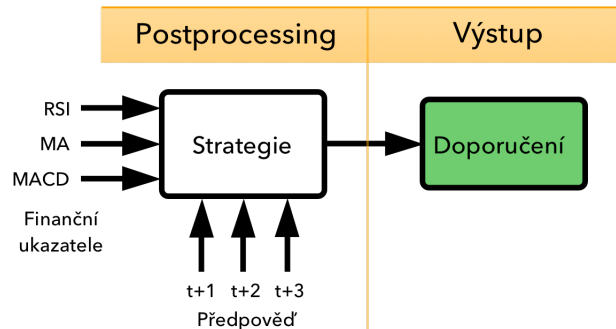 Postprocessing
Výstup
RSI
MA
MACD
Finanční
ukazatele
Strategie
Doporučení
t+1 t+2 t+3
Předpověď